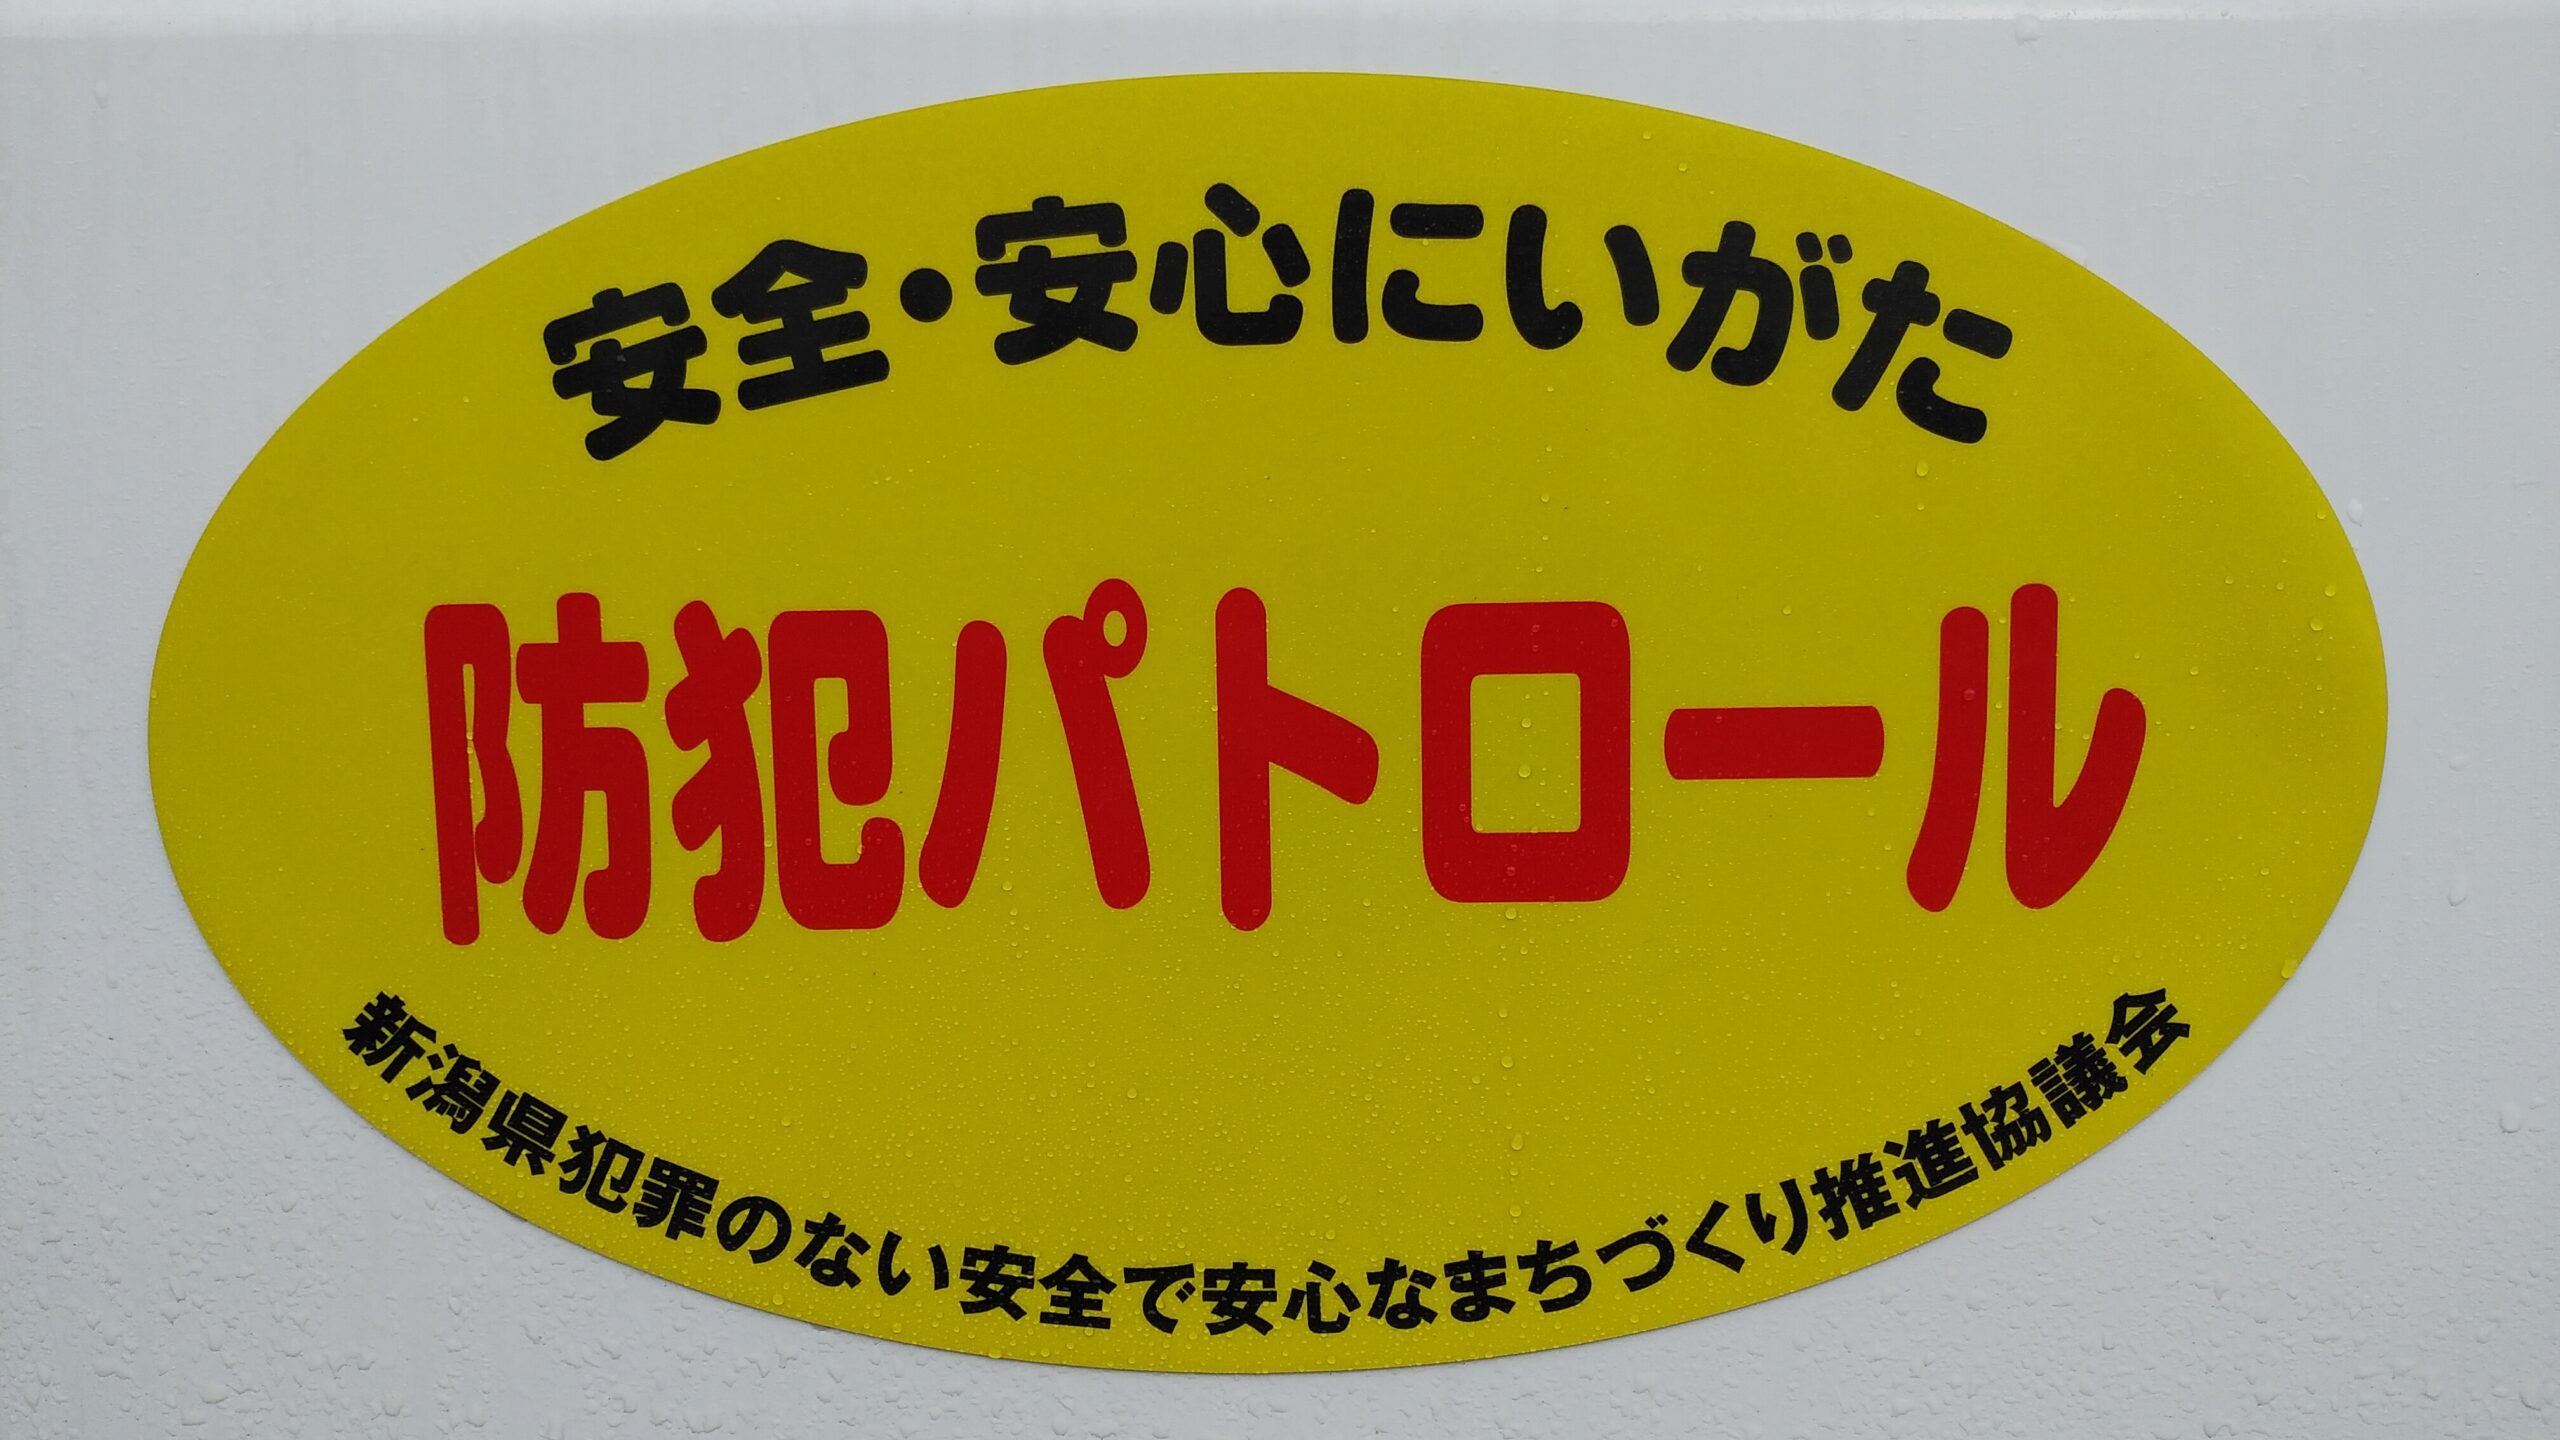 安全・安心にいがた
防犯パトロール
新潟県犯罪のない安全で安心なまちづくり推進協議会